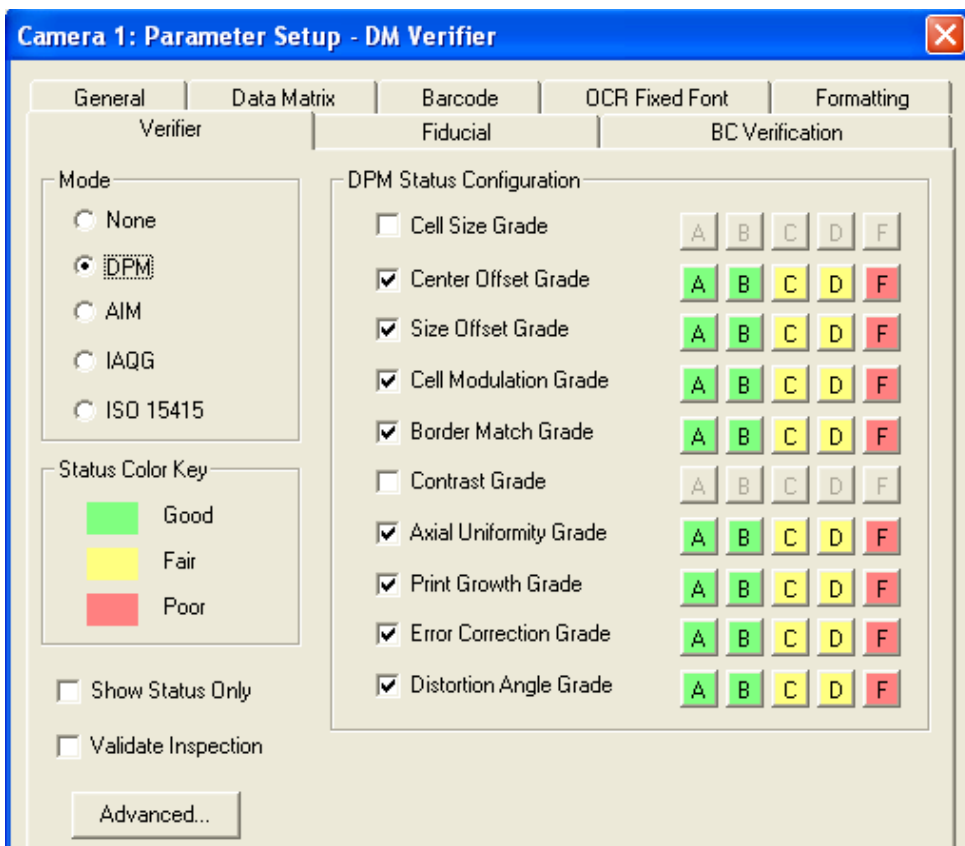 Camera 1: Parameter Setup - DM Verifier
General Data Matrix Barcode OCR Fixed Font Formatting
Verifier Fiducial BC Verification
Mode
None
DPM
AIM
IAQG
ISO 15415
Status Color Key
Good
Fair
Poor
Show Status Only
Validate Inspection
Advanced...
DPM Status Configuration
Cell Size Grade A B C D F
Center Offset Grade A B C D F
Size Offset Grade A B C D F
Cell Modulation Grade A B C D F
Border Match Grade A B C D F
Contrast Grade A B C D F
Axial Uniformity Grade A B C D F
Print Growth Grade A B C D F
Error Correction Grade A B C D F
Distortion Angle Grade A B C D F